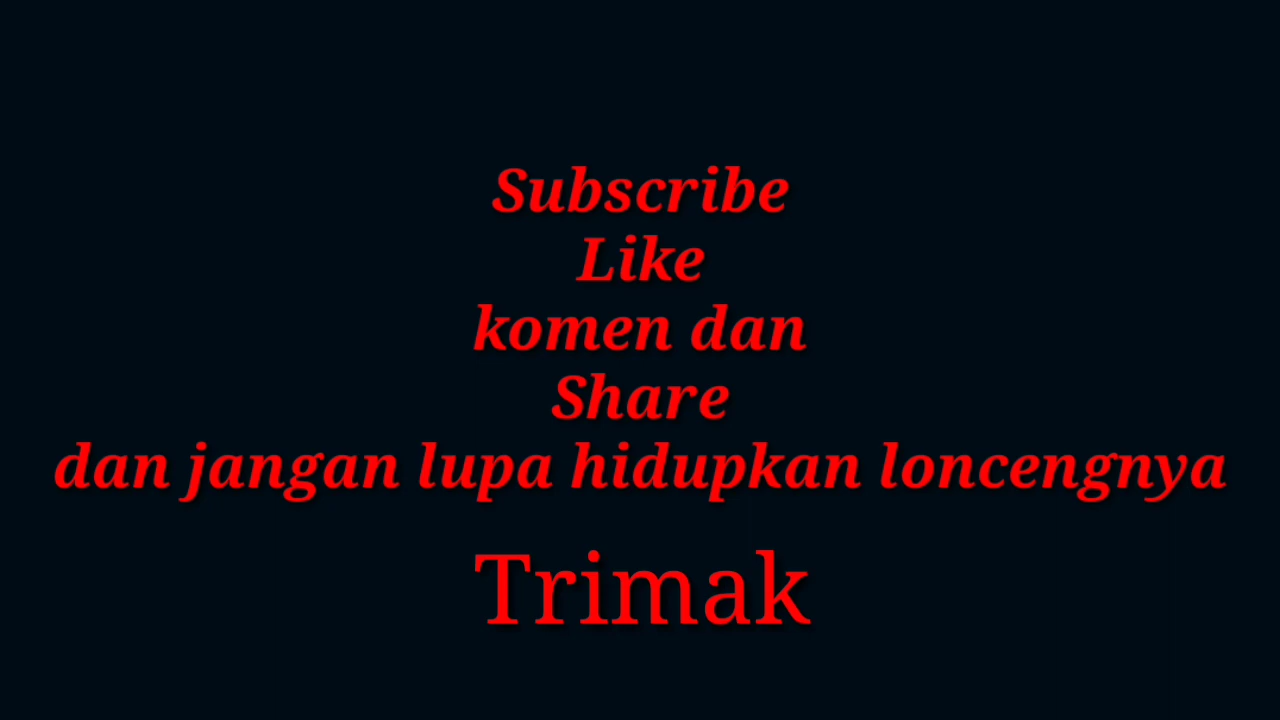 Subscribe
Like
komen dan
Share
dan jangan lupa hidupkan loncengnya
Trimak